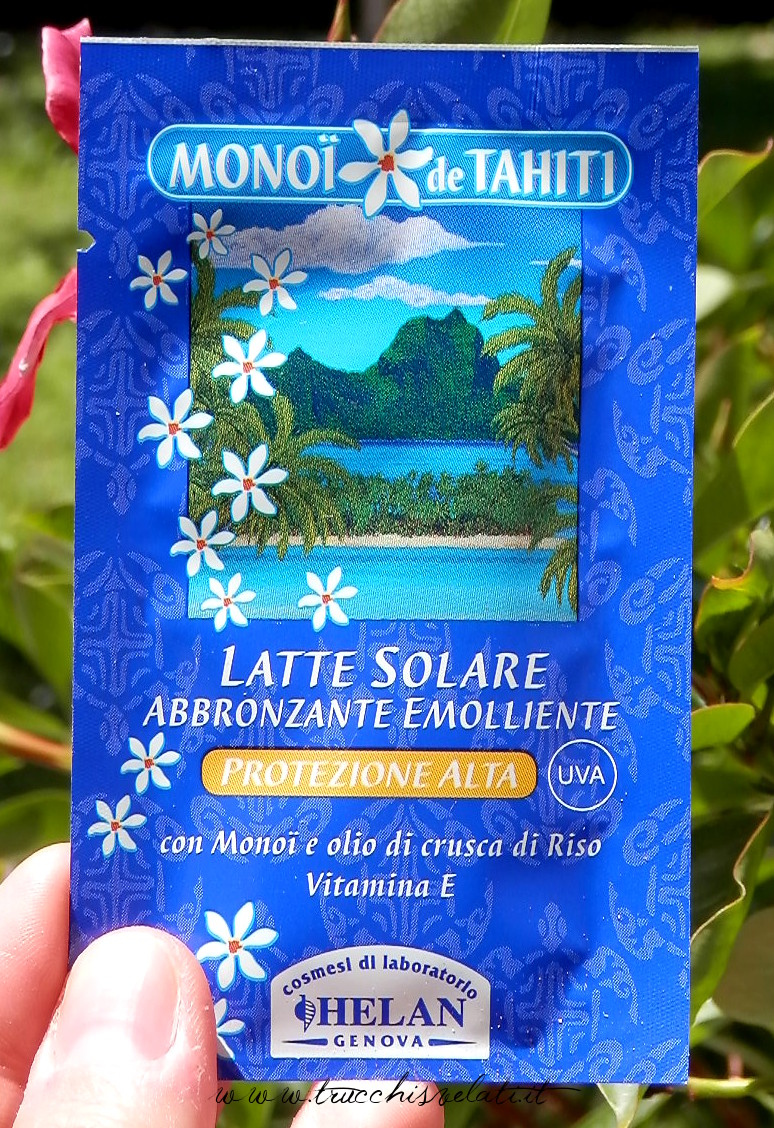 MONOÏ de TAHITI
LATTE SOLARE
ABBRONZANTE EMOLLIENTE
PROTEZIONE ALTA UVA
con Monoï e olio di crusca di Riso
Vitamina E
cosmesi di laboratorio
HELAN
GENOVA
www.trucchisvelati.it